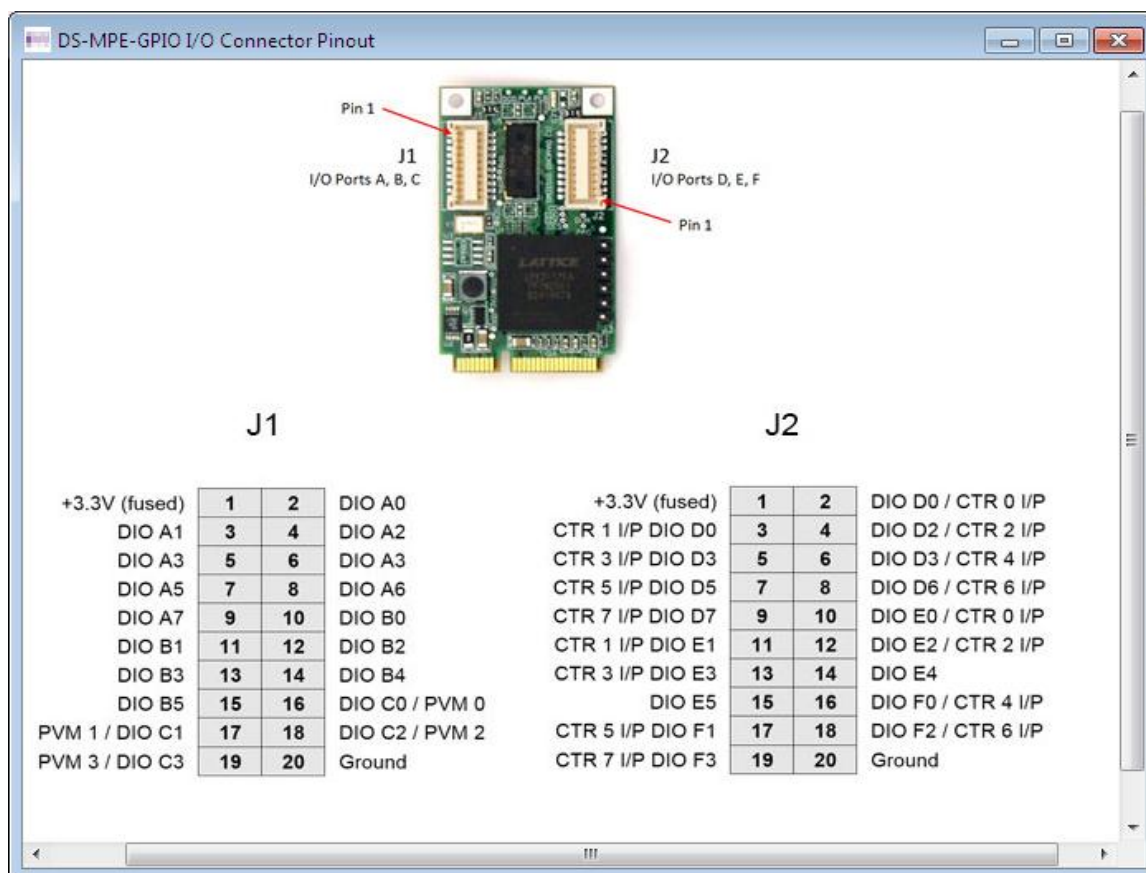 DS-MPE-GPIO I/O Connector Pinout
Pin 1
J1
I/O Ports A, B, C
J2
I/O Ports D, E, F
Pin 1
J2
LATTICE
J1
+3.3V (fused) 1 2 DIO A0
DIO A1 3 4 DIO A2
DIO A3 5 6 DIO A3
DIO A5 7 8 DIO A6
DIO A7 9 10 DIO B0
DIO B1 11 12 DIO B2
DIO B3 13 14 DIO B4
DIO B5 15 16 DIO C0 / PVM 0
PVM 1 / DIO C1 17 18 DIO C2 / PVM 2
PVM 3 / DIO C3 19 20 Ground
J2
+3.3V (fused) 1 2 DIO D0 / CTR 0 I/P
CTR 1 I/P DIO D0 3 4 DIO D2 / CTR 2 I/P
CTR 3 I/P DIO D3 5 6 DIO D3 / CTR 4 I/P
CTR 5 I/P DIO D5 7 8 DIO D6 / CTR 6 I/P
CTR 7 I/P DIO D7 9 10 DIO E0 / CTR 0 I/P
CTR 1 I/P DIO E1 11 12 DIO E2 / CTR 2 I/P
CTR 3 I/P DIO E3 13 14 DIO E4
DIO E5 15 16 DIO F0 / CTR 4 I/P
CTR 5 I/P DIO F1 17 18 DIO F2 / CTR 6 I/P
CTR 7 I/P DIO F3 19 20 Ground